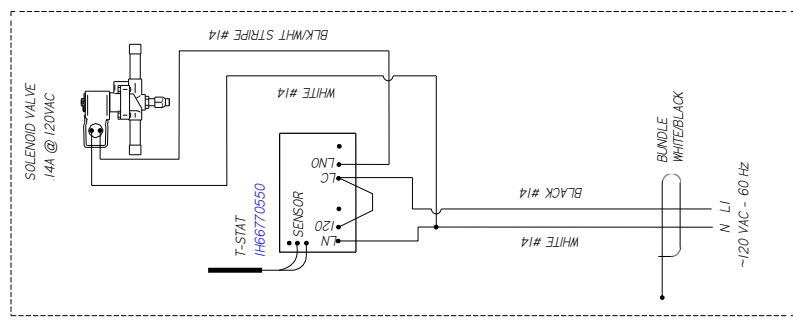 SOLENOID VALVE
.14A @ 120VAC
BLK/WHT STRIPE #14
WHITE #14
T-STAT
1H66770550
SENSOR
LNO
LC
120
LN
BLACK #14
WHITE #14
BUNDLE
WHITE/BLACK
L1
N
~120 VAC - 60 Hz